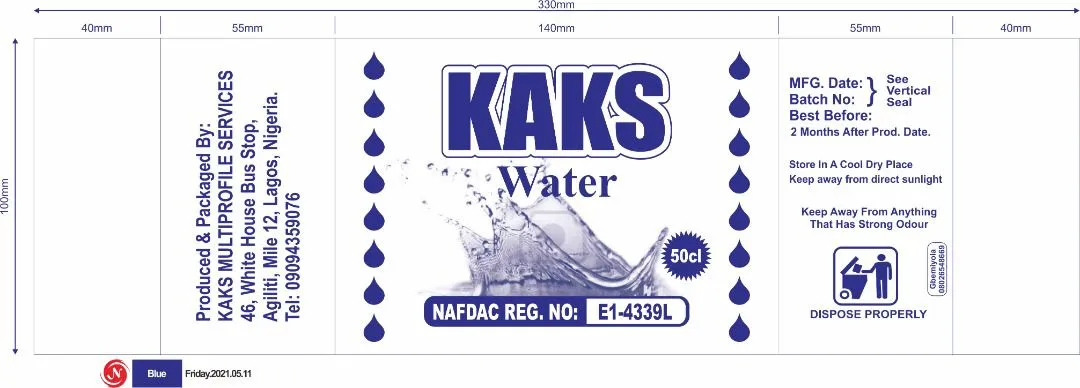 330mm
40mm
55mm
140mm
55mm
40mm
100mm
Produced & Packaged By:
KAKS MULTIPROFILE SERVICES
46, White House Bus Stop,
Agiliti, Mile 12, Lagos, Nigeria.
Tel: 09094359076
KAKS
Water
50cl
NAFDAC REG. NO: E1-4339L
MFG. Date:
Batch No:
See
Vertical
Seal
Best Before:
2 Months After Prod. Date.
Store In A Cool Dry Place
Keep away from direct sunlight
Keep Away From Anything
That Has Strong Odour
DISPOSE PROPERLY
Gbemiyola
08026548669
N
Blue
Friday.2021.05.11